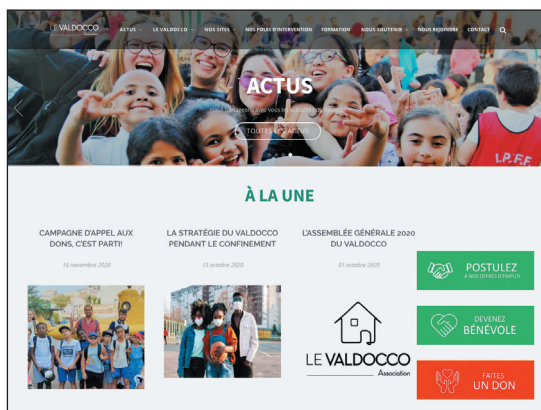 LE VALDOCCO
Association
ACTUS
LE VALDOCCO
NOS SITES
NOS POLES D'INTERVENTION
FORMATION
NOUS SOUTENIR
NOUS REJOINDRE
CONTACT
ACTUS
TOUTES LES ACTUS
L.P.F.F.
À LA UNE
CAMPAGNE D'APPEL AUX
DONS, C'EST PARTI!
16 novembre 2020
LA STRATÉGIE DU VALDOCCO
PENDANT LE CONFINEMENT
15 octobre 2020
L'ASSEMBLÉE GÉNÉRALE 2020
DU VALDOCCO
01 octobre 2020
LE VALDOCCO
Association
POSTULEZ
À NOS OFFRES D'EMPLOI
DEVENEZ
BÉNÉVOLE
FAITES
UN DON